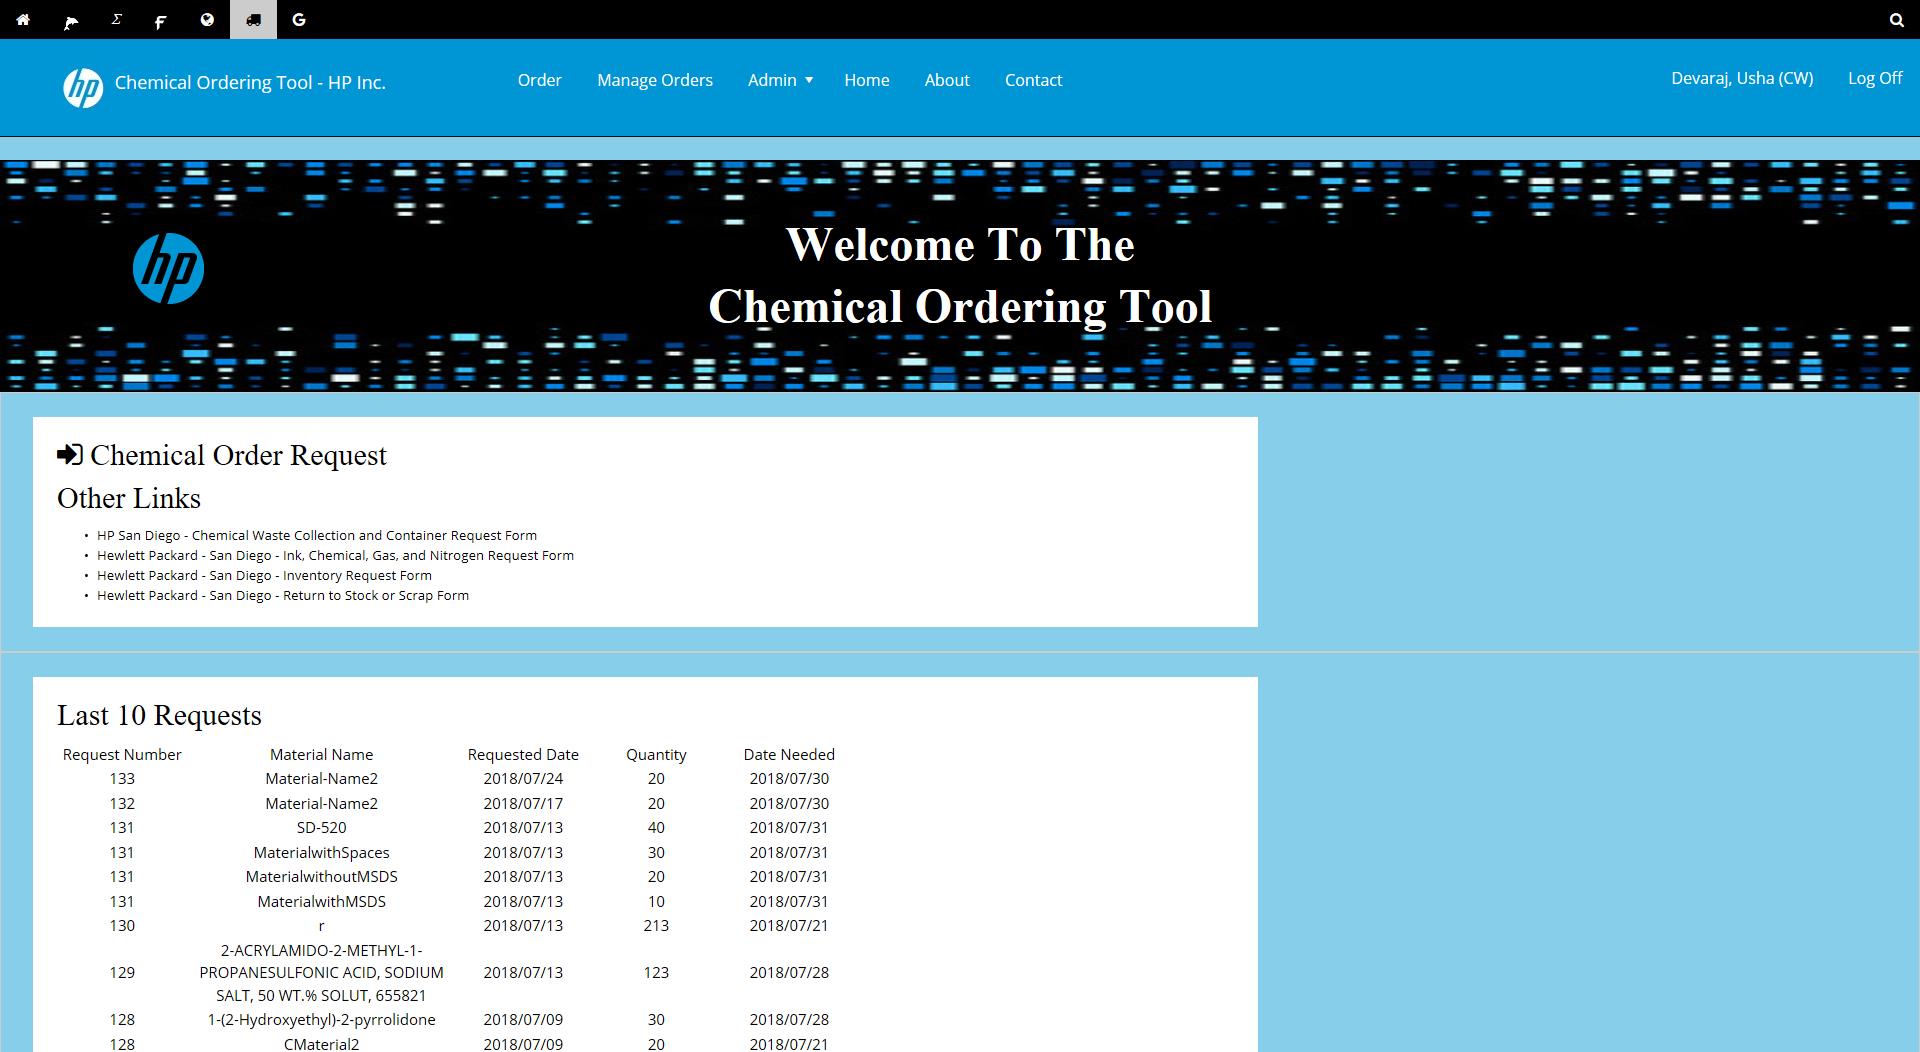 hp Chemical Ordering Tool - HP Inc. Order Manage Orders Admin Home About Contact Devaraj, Usha (CW) Log Off
Welcome To The
hp
Chemical Ordering Tool
Chemical Order Request
Other Links
• HP San Diego - Chemical Waste Collection and Container Request Form
• Hewlett Packard - San Diego - Ink, Chemical, Gas, and Nitrogen Request Form
• Hewlett Packard - San Diego - Inventory Request Form
• Hewlett Packard - San Diego - Return to Stock or Scrap Form
Last 10 Requests
Request Number Material Name Requested Date Quantity Date Needed
133 Material-Name2 2018/07/24 20 2018/07/30
132 Material-Name2 2018/07/17 20 2018/07/30
131 SD-520 2018/07/13 40 2018/07/31
131 MaterialwithSpaces 2018/07/13 30 2018/07/31
131 MaterialwithoutMSDS 2018/07/13 20 2018/07/31
131 MaterialwithMSDS 2018/07/13 10 2018/07/31
130 r 2018/07/13 213 2018/07/21
2-ACRYLAMIDO-2-METHYL-1-
129 PROPANESULFONIC ACID, SODIUM 2018/07/13 123 2018/07/28
SALT, 50 WT.% SOLUT, 655821
128 1-(2-Hydroxyethyl)-2-pyrrolidone 2018/07/09 30 2018/07/28
128 CMaterial2 2018/07/09 20 2018/07/21